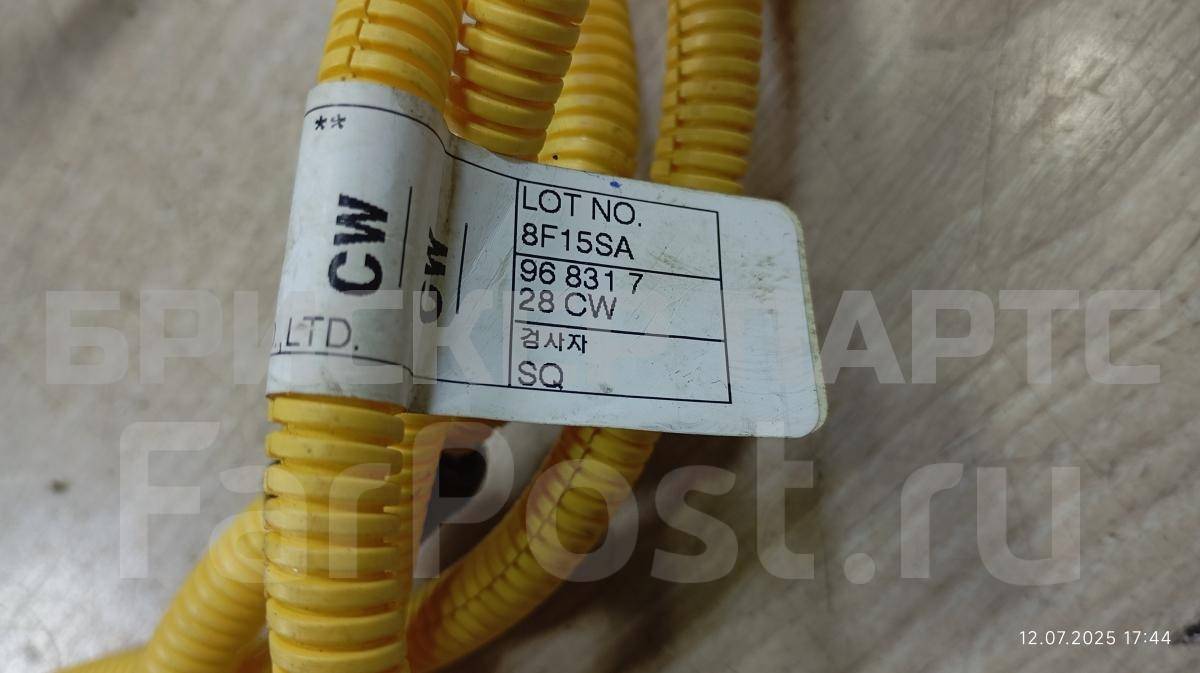 **
CW
CW
.,LTD.
LOT NO.
8F15SA
96 831 7
28 CW
검사자
SQ
БРИСК ПАРТС
FarPost.ru
12.07.2025 17:44